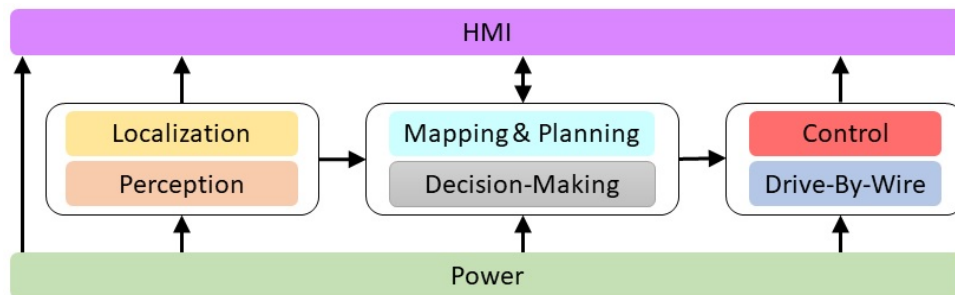 HMI
Localization
Perception
Mapping & Planning
Decision-Making
Control
Drive-By-Wire
Power